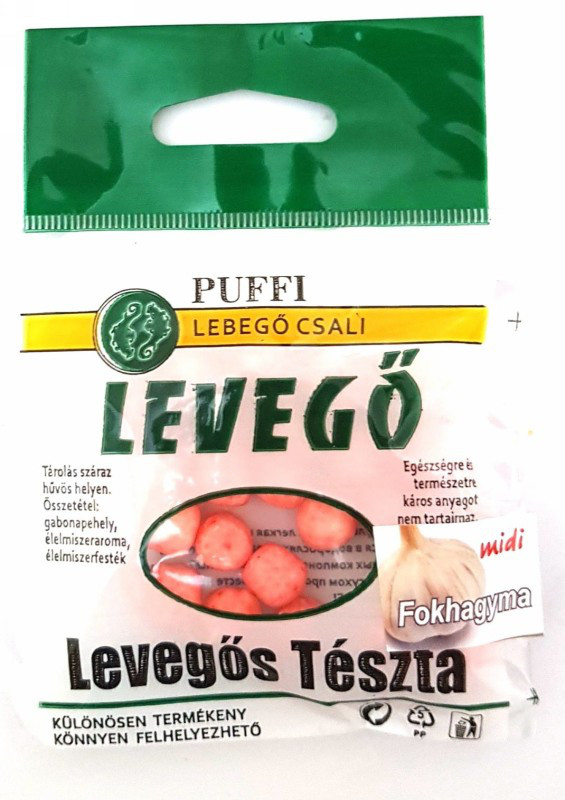 PUFFI
LEBEGŐ CSALI
LEVEGŐ
Tárolás száraz
hűvös helyen.
Összetétel:
gabonapehely,
élelmiszeraroma,
élelmiszerfesték
Egészségre és
természetre
káros anyagot
nem tartalmaz
midi
Fokhagyma
Levegős Tészta
KÜLÖNÖSEN TERMÉKENY
KÖNNYEN FELHELYEZHETŐ
5
PP